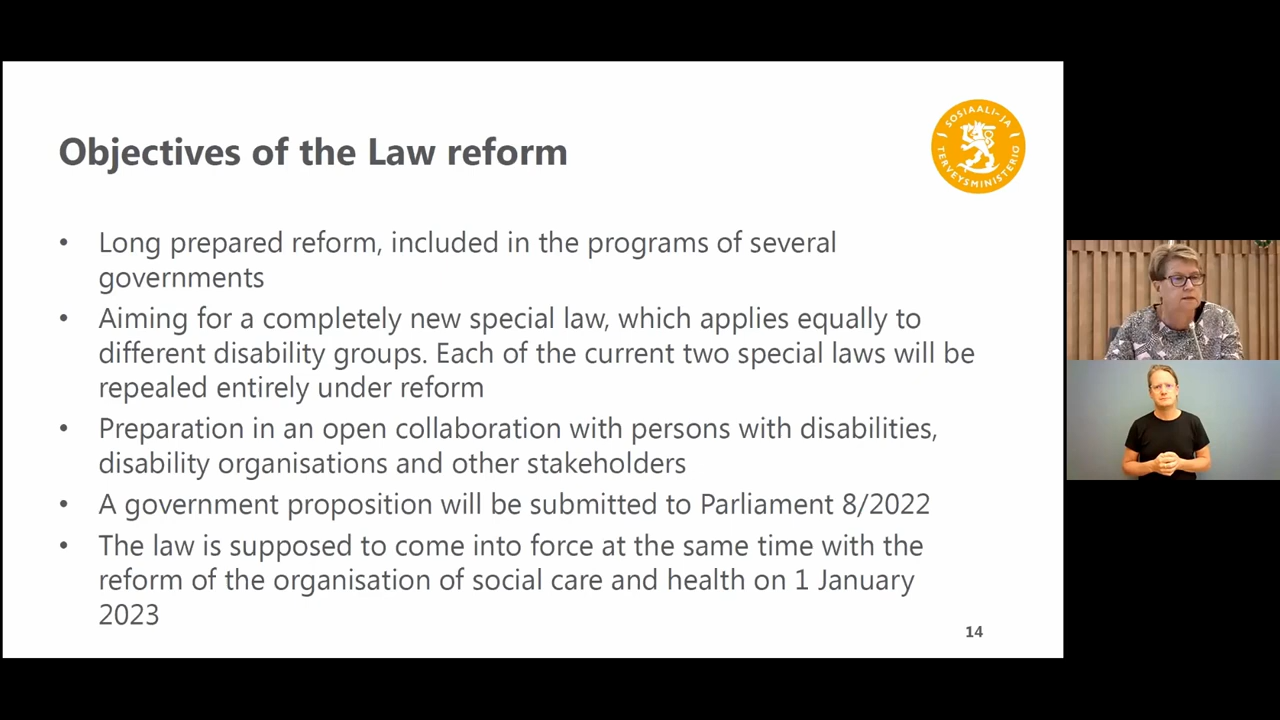 Objectives of the Law reform
SOSIAALI- JA
TERVEYSMINISTERIÖ
• Long prepared reform, included in the programs of several
governments
• Aiming for a completely new special law, which applies equally to
different disability groups. Each of the current two special laws will be
repealed entirely under reform
• Preparation in an open collaboration with persons with disabilities,
disability organisations and other stakeholders
• A government proposition will be submitted to Parliament 8/2022
• The law is supposed to come into force at the same time with the
reform of the organisation of social care and health on 1 January
2023
14